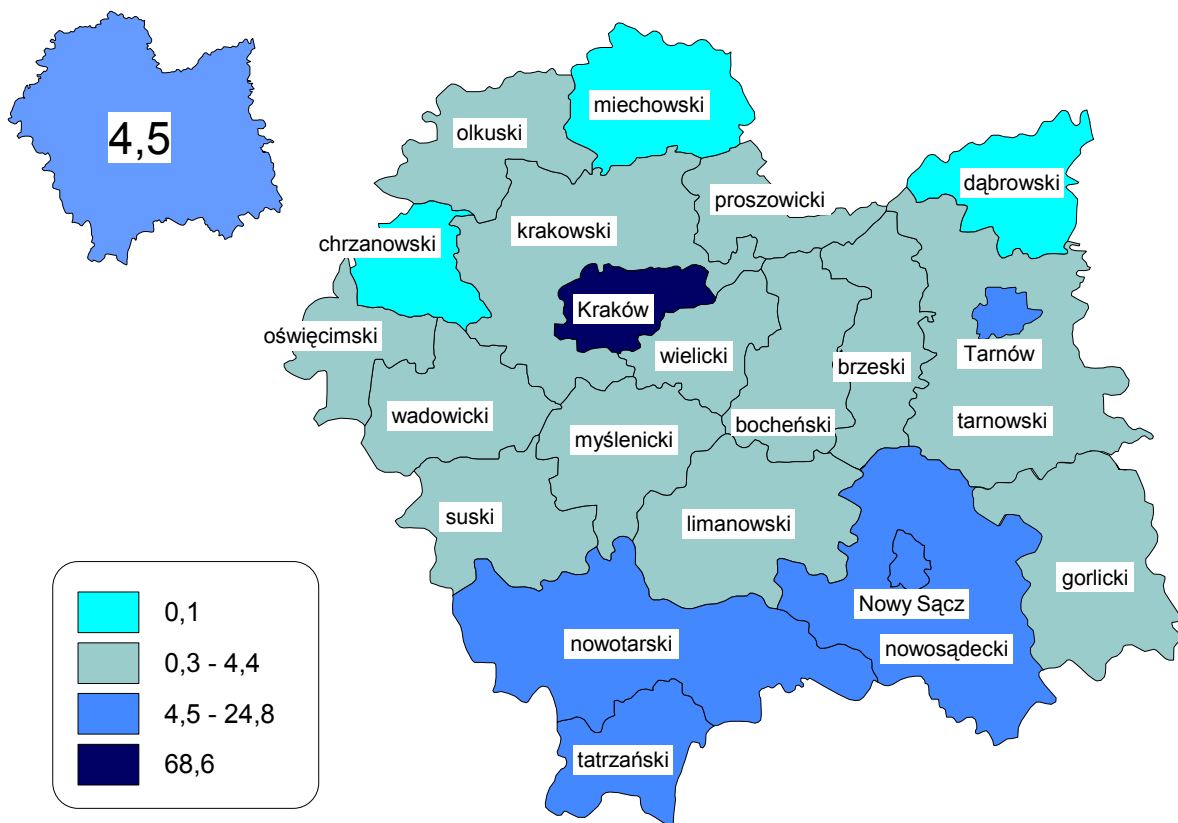 4,5
miechowski
olkuski
dąbrowski
proszowicki
krakowski
chrzanowski
Kraków
oświęcimski
wielicki
brzeski
Tarnów
wadowicki
tarnowski
bocheński
myślenicki
suski
limanowski
gorlicki
Nowy Sącz
nowotarski
nowosądecki
tatrzański
0,1
0,3 - 4,4
4,5 - 24,8
68,6